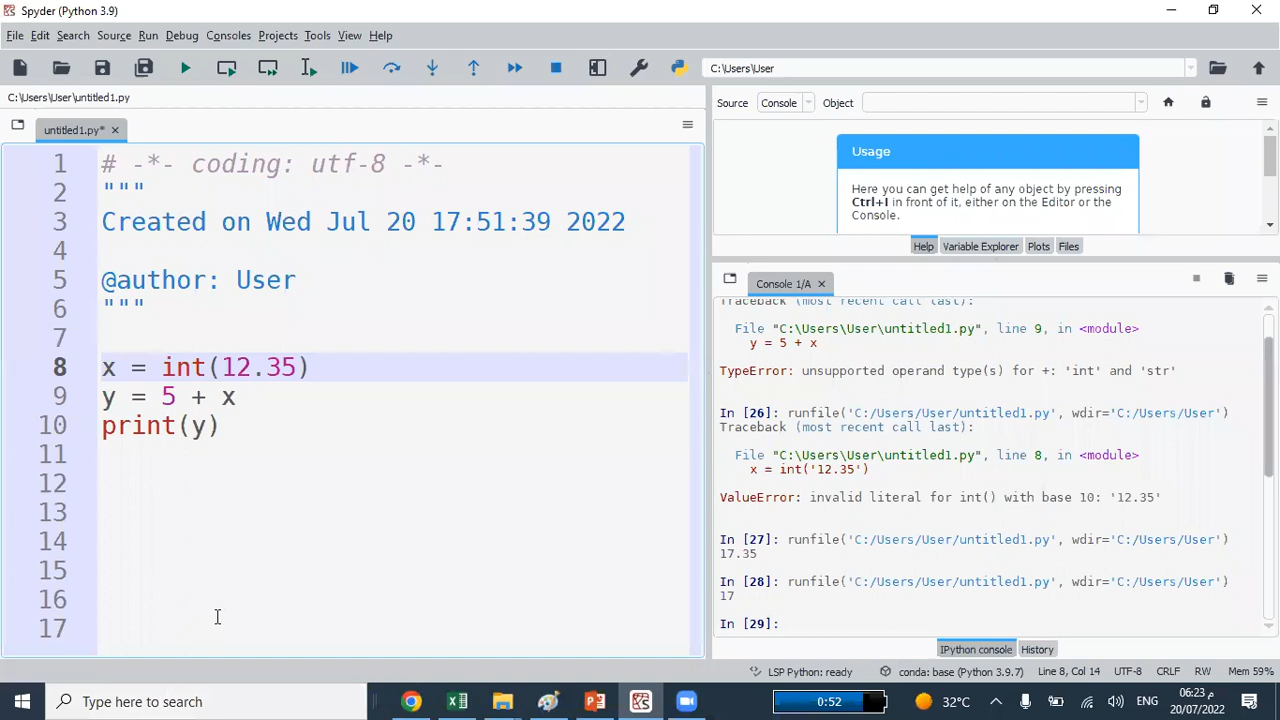 Spyder (Python 3.9)
File Edit Search Source Run Debug Consoles Projects Tools View Help
C:\Users\User
C:\Users\User\untitled1.py
Source Console Object
untitled1.py*
1 # -*- coding: utf-8 -*-
2 """
3 Created on Wed Jul 20 17:51:39 2022
4
5 @author: User
6 """
7
8 x = int(12.35)
9 y = 5 + x
10 print(y)
11
12
13
14
15
16
17
Usage
Here you can get help of any object by pressing
Ctrl+I in front of it, either on the Editor or the
Console.
Help Variable Explorer Plots Files
Console 1/A
Traceback (most recent call last):
File "C:\Users\User\untitled1.py", line 9, in <module>
y = 5 + x
TypeError: unsupported operand type(s) for +: 'int' and 'str'
In [26]: runfile('C:/Users/User/untitled1.py', wdir='C:/Users/User')
Traceback (most recent call last):
File "C:\Users\User\untitled1.py", line 8, in <module>
x = int('12.35')
ValueError: invalid literal for int() with base 10: '12.35'
In [27]: runfile('C:/Users/User/untitled1.py', wdir='C:/Users/User')
17.35
In [28]: runfile('C:/Users/User/untitled1.py', wdir='C:/Users/User')
17
In [29]:
IPython console History
LSP Python: ready conda: base (Python 3.9.7) Line 8, Col 14 UTF-8 CRLF RW Mem 59%
Type here to search
0:52
32°C
ENG
06:23 م
20/07/2022